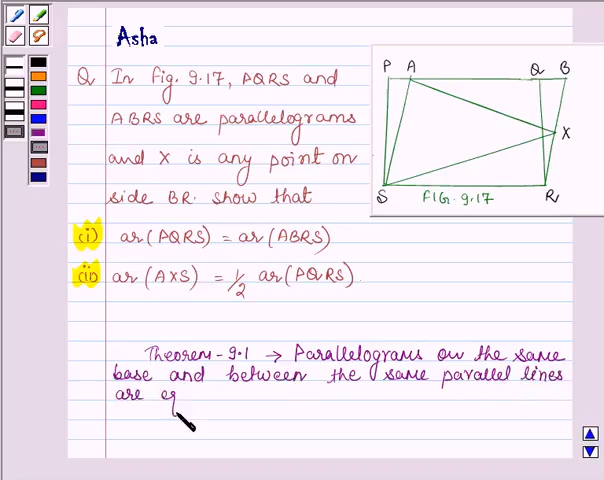 Asha
Q In Fig. 9.17, PQRS and
ABRS are parallelograms
and X is any point on
side BR. show that
(i) ar(PQRS) = ar(ABRS)
(ii) ar(AXS) = 1/2 ar(PQRS).
P A Q B
X
S R
FIG. 9.17
Theorem-9.1 → Parallelograms on the same
base and between the same parallel lines
are eq